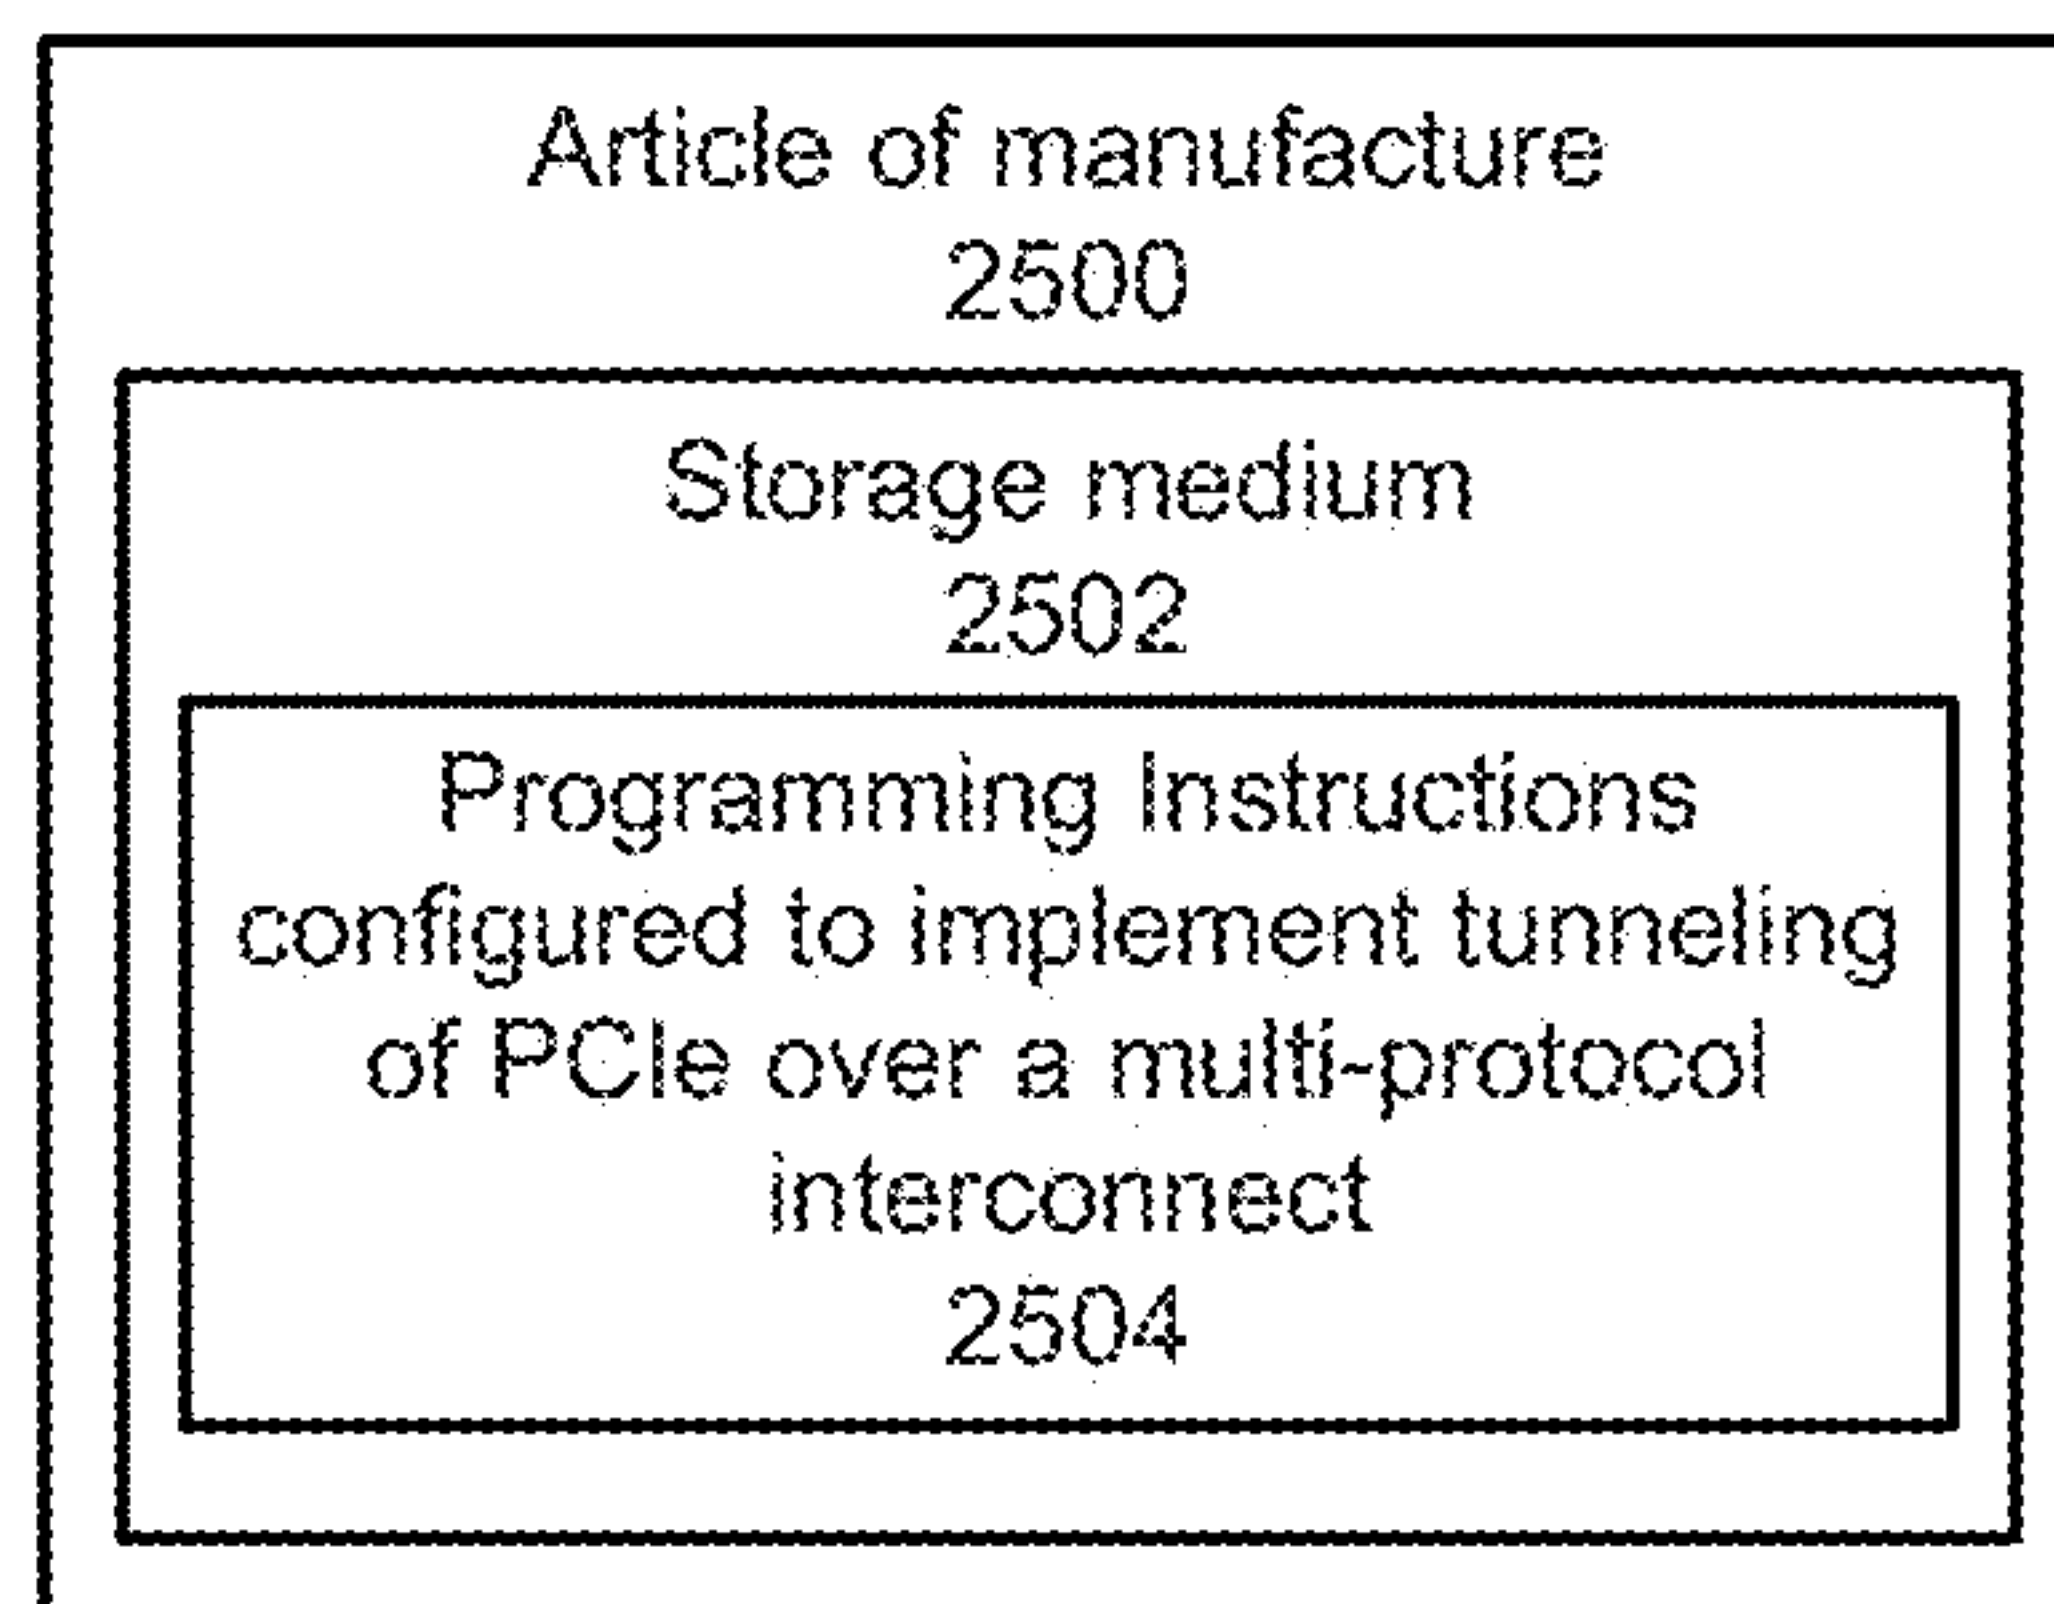 Article of manufacture
2500
Storage medium
2502
Programming Instructions
configured to implement tunneling
of PCIe over a multi-protocol
interconnect
2504